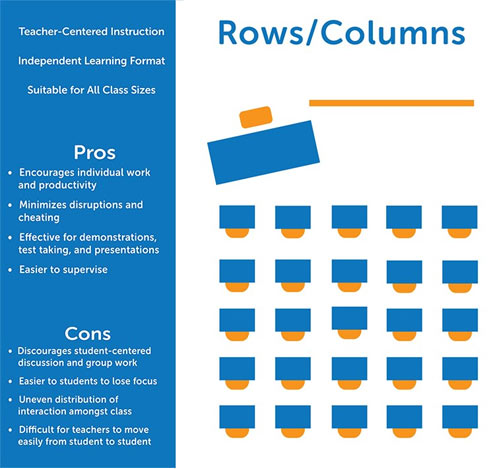 Teacher-Centered Instruction
Independent Learning Format
Suitable for All Class Sizes
Pros
• Encourages individual work
and productivity
• Minimizes disruptions and
cheating
• Effective for demonstrations,
test taking, and presentations
• Easier to supervise
Cons
• Discourages student-centered
discussion and group work
• Easier to students to lose focus
• Uneven distribution of
interaction amongst class
• Difficult for teachers to move
easily from student to student
Rows/Columns